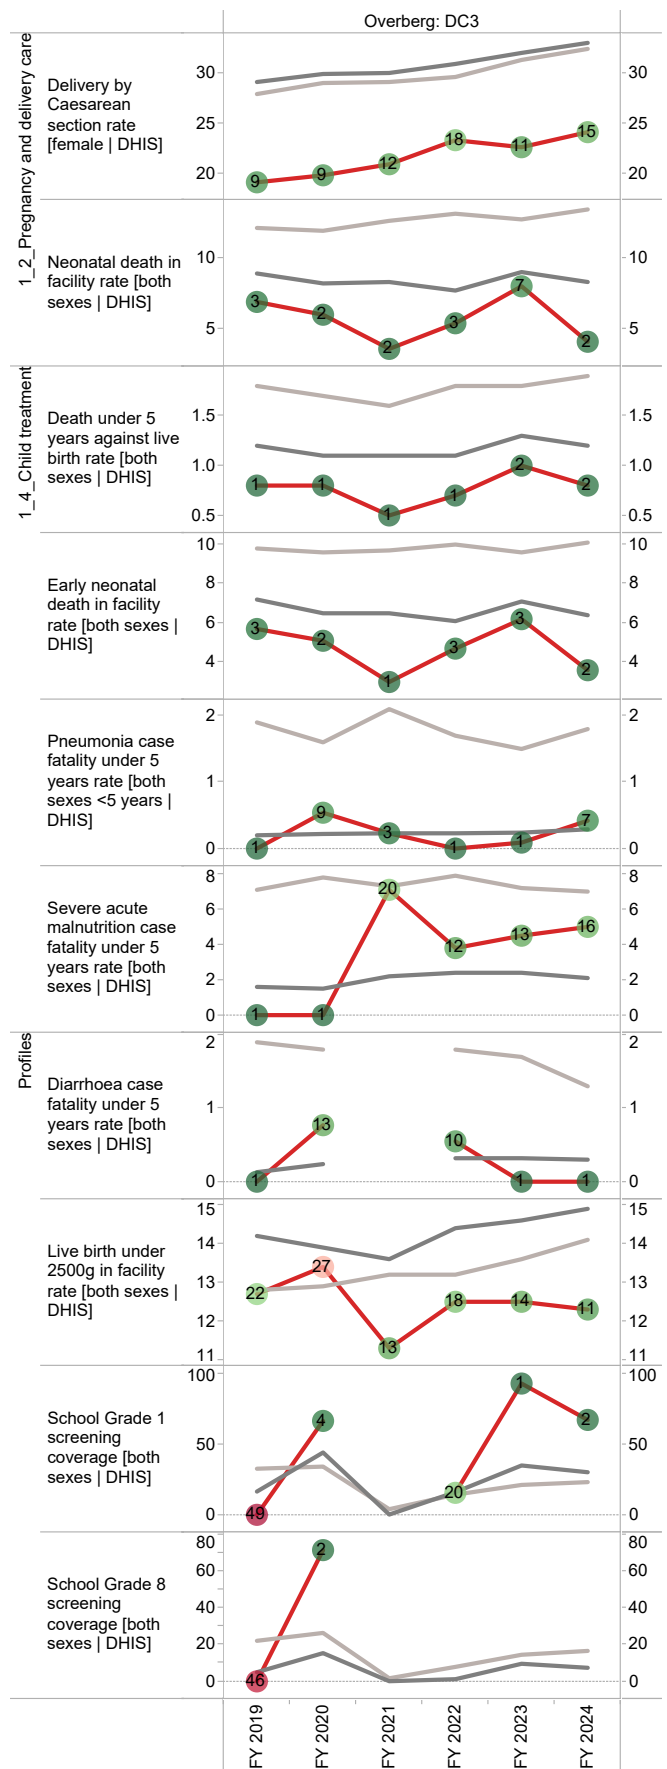 Overberg: DC3
1_2_Pregnancy and delivery care
Delivery by
Caesarean
section rate
[female | DHIS]
30
25
20
9
9
12
18
11
15
30
25
20
Neonatal death in
facility rate [both
sexes | DHIS]
10
5
3
2
2
3
7
2
10
5
1_4_Child treatment
Death under 5
years against live
birth rate [both
sexes | DHIS]
1.5
1.0
0.5
1
1
1
1
2
2
1.5
1.0
0.5
Early neonatal
death in facility
rate [both sexes |
DHIS]
10
8
6
4
3
2
1
3
3
2
10
8
6
4
Pneumonia case
fatality under 5
years rate [both
sexes <5 years |
DHIS]
2
1
0
1
9
3
1
1
7
2
1
0
Severe acute
malnutrition case
fatality under 5
years rate [both
sexes | DHIS]
8
6
4
2
0
1
1
20
12
13
16
8
6
4
2
0
Profiles
Diarrhoea case
fatality under 5
years rate [both
sexes | DHIS]
2
1
0
1
13
10
1
1
2
1
0
Live birth under
2500g in facility
rate [both sexes |
DHIS]
15
14
13
12
11
22
27
13
18
14
11
15
14
13
12
11
School Grade 1
screening
coverage [both
sexes | DHIS]
100
50
0
49
4
20
1
2
100
50
0
School Grade 8
screening
coverage [both
sexes | DHIS]
80
60
40
20
0
46
2
80
60
40
20
0
FY 2019
FY 2020
FY 2021
FY 2022
FY 2023
FY 2024